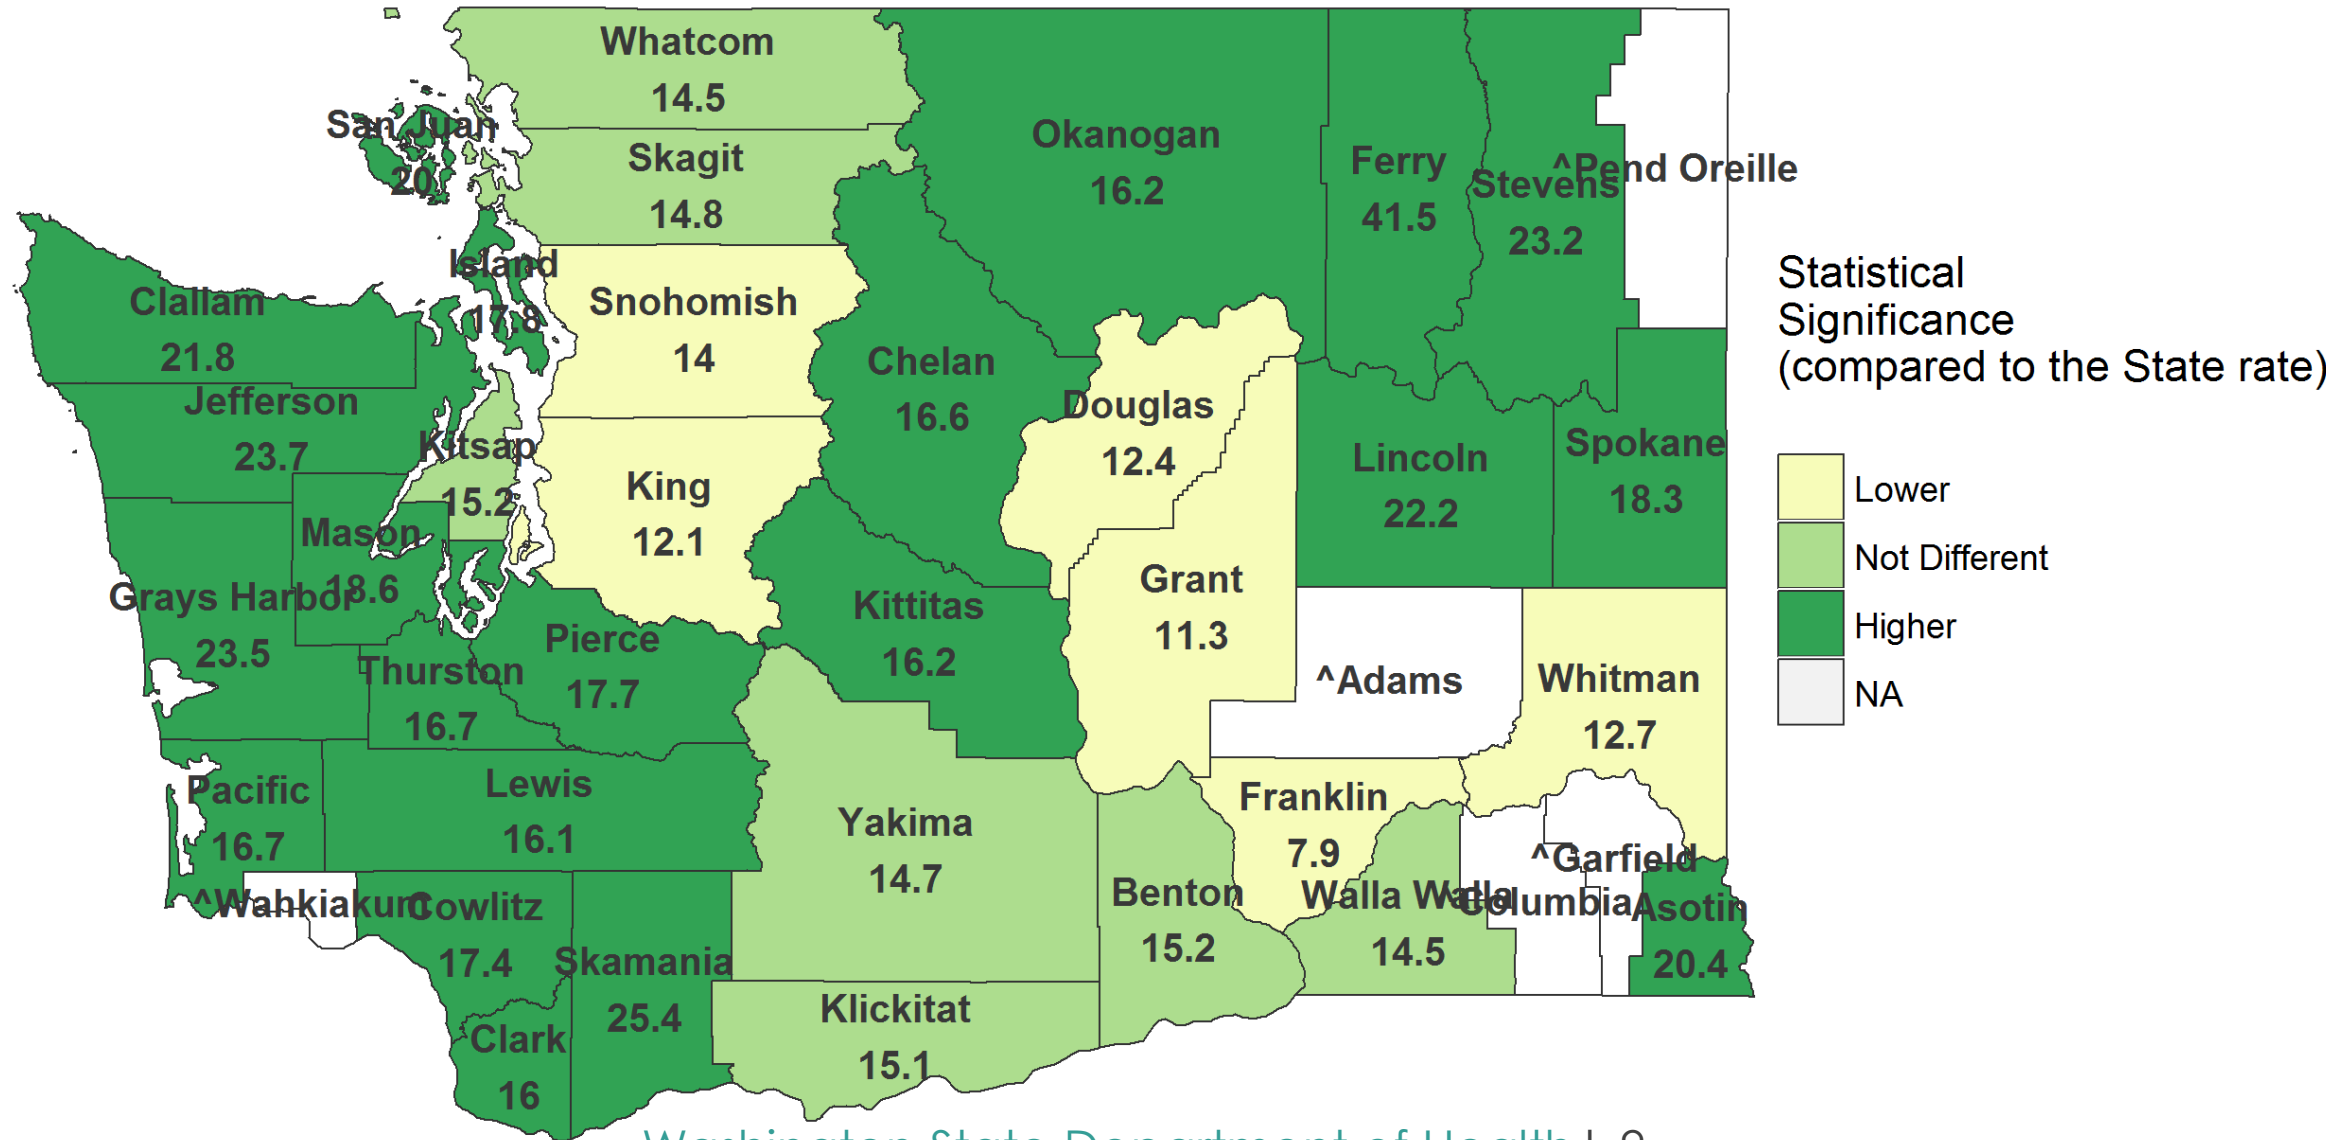 Whatcom
14.5
San Juan
20
Skagit
14.8
Okanogan
16.2
Ferry
41.5
Stevens
23.2
^Pend Oreille
Island
17.8
Clallam
21.8
Snohomish
14
Chelan
16.6
Douglas
12.4
Jefferson
23.7
Kitsap
15.2
King
12.1
Lincoln
22.2
Spokane
18.3
Mason
18.6
Grays Harbor
23.5
Thurston
16.7
Pierce
17.7
Kittitas
16.2
Grant
11.3
^Adams
Whitman
12.7
Pacific
16.7
Lewis
16.1
Yakima
14.7
Franklin
7.9
Benton
15.2
Walla Walla
14.5
^Columbia
^Garfield
Asotin
20.4
^Wahkiakum
Cowlitz
17.4
Skamania
25.4
Klickitat
15.1
Clark
16
Statistical
Significance
(compared to the State rate)
Lower
Not Different
Higher
NA
Washington State Department of Health |